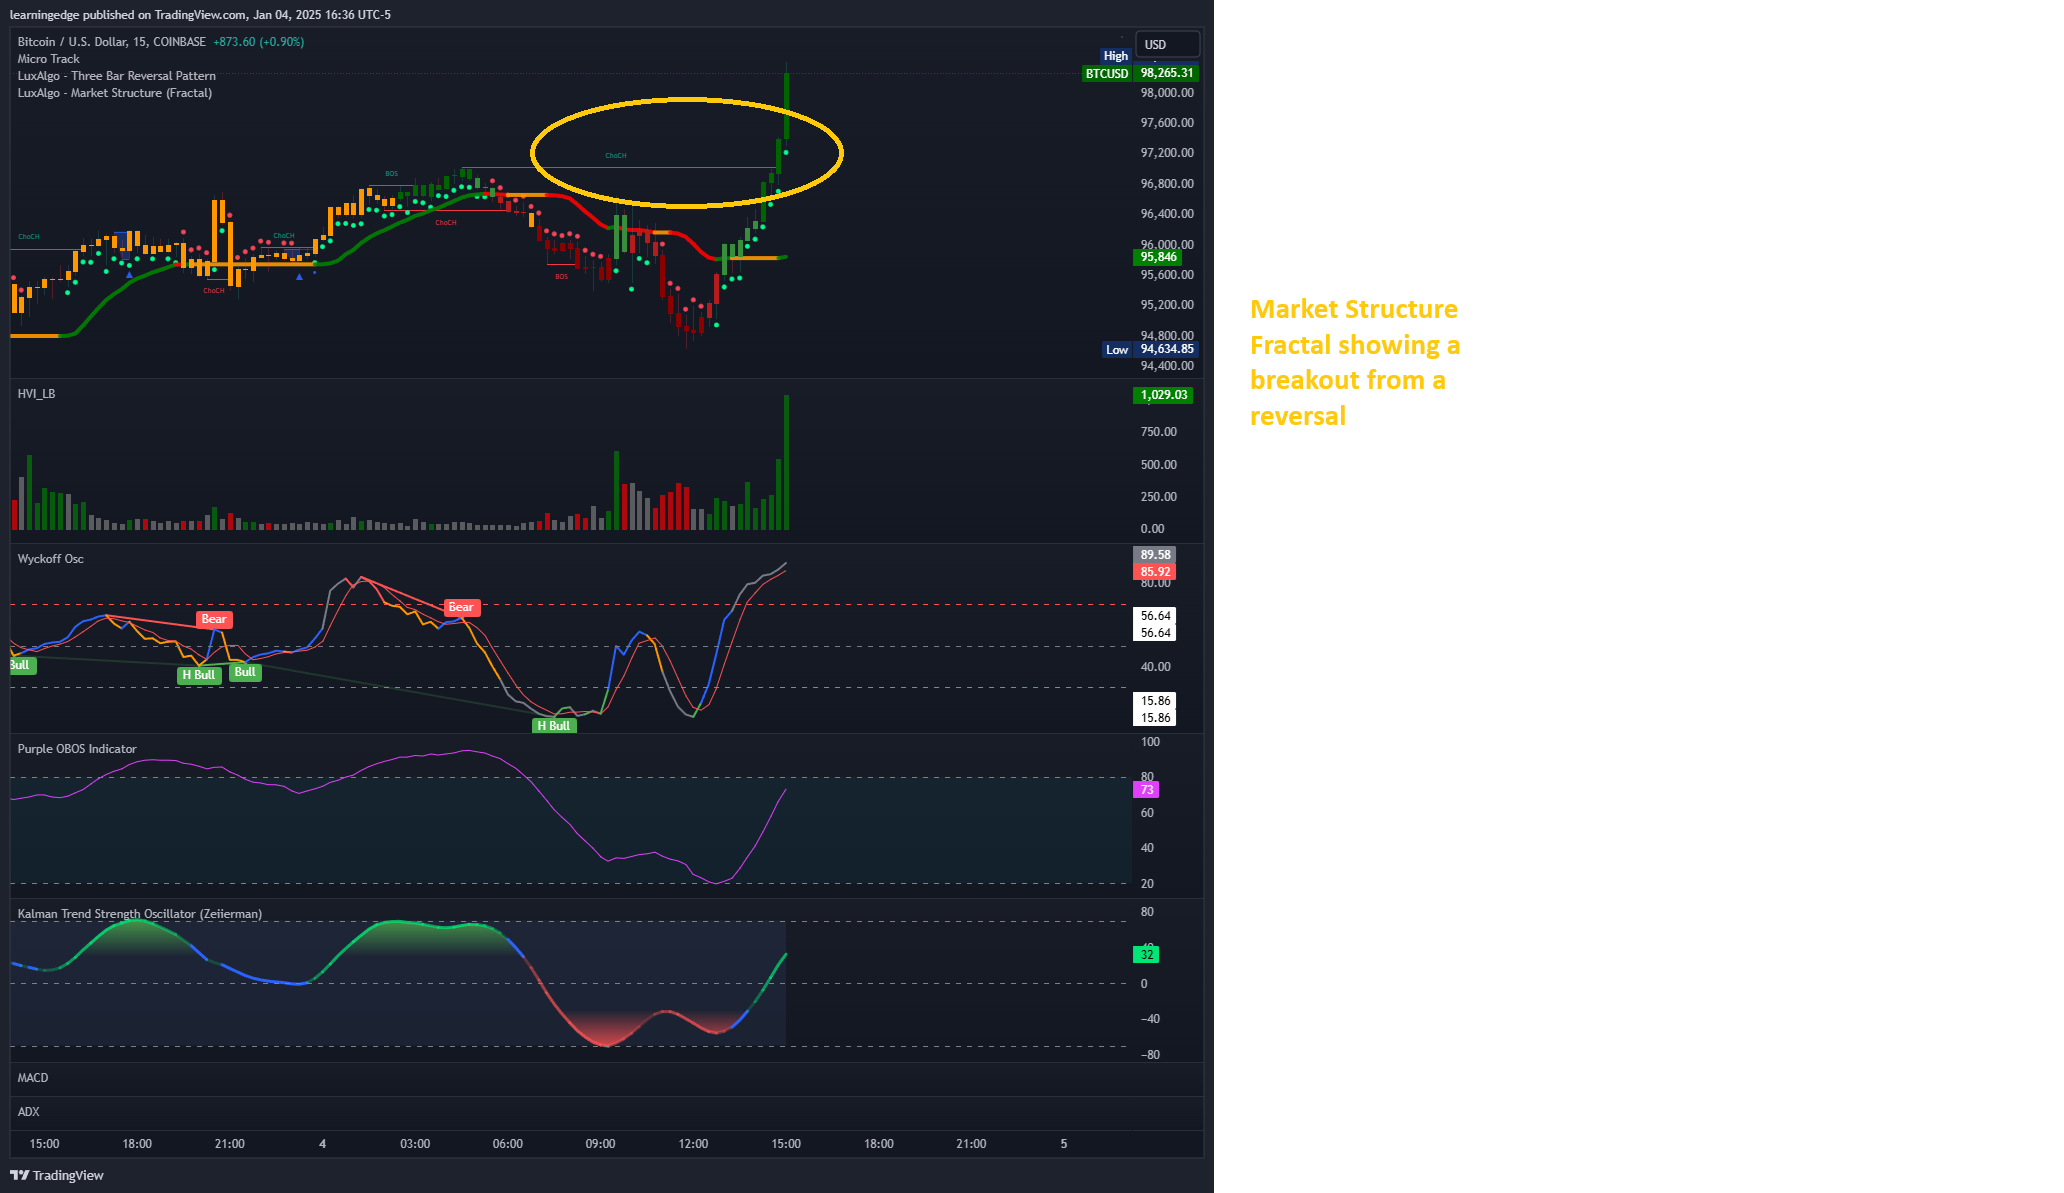 learningedge published on TradingView.com, Jan 04, 2025 16:36 UTC-5
Bitcoin / U.S. Dollar, 15, COINBASE +873.60 (+0.90%)
Micro Track
LuxAlgo - Three Bar Reversal Pattern
LuxAlgo - Market Structure (Fractal)
USD
High
BTCUSD 98,265.31
98,000.00
97,600.00
97,200.00
96,800.00
96,400.00
96,000.00
95,846
95,600.00
95,200.00
94,800.00
Low 94,634.85
94,400.00
ChoCH
BOS
ChoCH
ChoCH
ChoCH
ChoCH
BOS
Market Structure
Fractal showing a
breakout from a
reversal
HVI_LB
1,029.03
750.00
500.00
250.00
0.00
Wyckoff Osc
89.58
85.92
80.00
56.64
56.64
40.00
15.86
15.86
Bear
Bear
Bull
H Bull
Bull
H Bull
Purple OBOS Indicator
100
80
73
60
40
20
Kalman Trend Strength Oscillator (Zeiierman)
80
32
0
−40
−80
MACD
ADX
15:00 18:00 21:00 4 03:00 06:00 09:00 12:00 15:00 18:00 21:00 5
TradingView